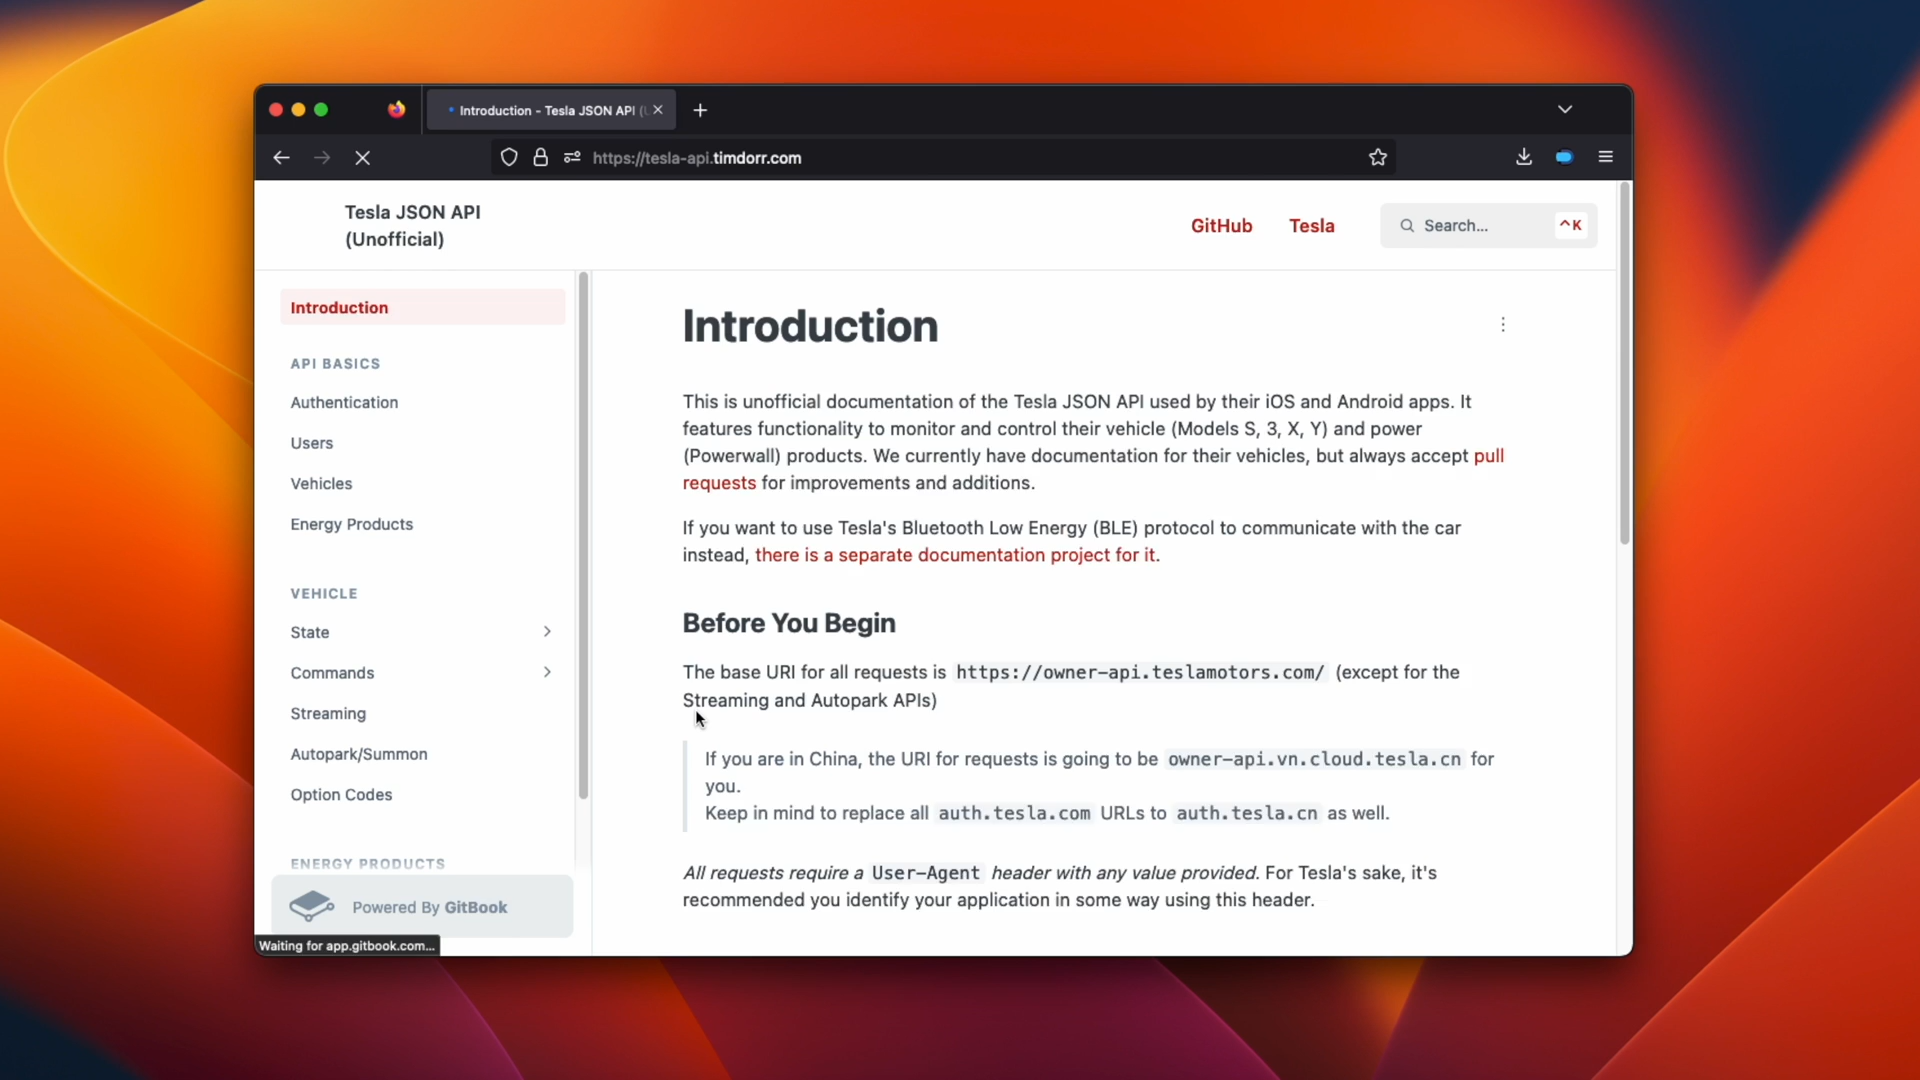 Introduction - Tesla JSON API (
https://tesla-api.timdorr.com
Tesla JSON API
(Unofficial)
GitHub
Tesla
Search...
^K
Introduction
API BASICS
Authentication
Users
Vehicles
Energy Products
VEHICLE
State
Commands
Streaming
Autopark/Summon
Option Codes
ENERGY PRODUCTS
Powered By GitBook
Waiting for app.gitbook.com...
Introduction
This is unofficial documentation of the Tesla JSON API used by their iOS and Android apps. It
features functionality to monitor and control their vehicle (Models S, 3, X, Y) and power
(Powerwall) products. We currently have documentation for their vehicles, but always accept pull
requests for improvements and additions.
If you want to use Tesla's Bluetooth Low Energy (BLE) protocol to communicate with the car
instead, there is a separate documentation project for it.
Before You Begin
The base URI for all requests is https://owner-api.teslamotors.com/ (except for the
Streaming and Autopark APIs)
If you are in China, the URI for requests is going to be owner-api.vn.cloud.tesla.cn for
you.
Keep in mind to replace all auth.tesla.com URLs to auth.tesla.cn as well.
All requests require a User-Agent header with any value provided. For Tesla's sake, it's
recommended you identify your application in some way using this header.